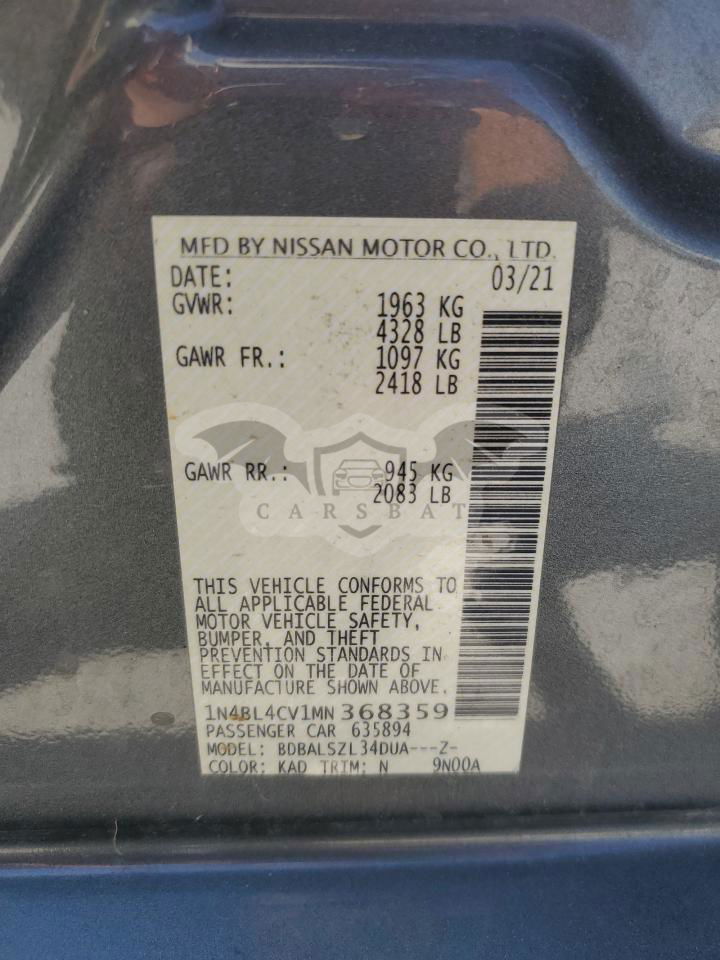 MFD BY NISSAN MOTOR CO., LTD.
DATE: 03/21
GVWR: 1963 KG
4328 LB
GAWR FR.: 1097 KG
2418 LB
GAWR RR.: 945 KG
2083 LB
CARSBAT
THIS VEHICLE CONFORMS TO
ALL APPLICABLE FEDERAL
MOTOR VEHICLE SAFETY,
BUMPER, AND THEFT
PREVENTION STANDARDS IN
EFFECT ON THE DATE OF
MANUFACTURE SHOWN ABOVE.
1N4BL4CV1MN368359
PASSENGER CAR 635894
MODEL: BDBALSZL34DUA---Z-
COLOR: KAD TRIM: N 9N00A